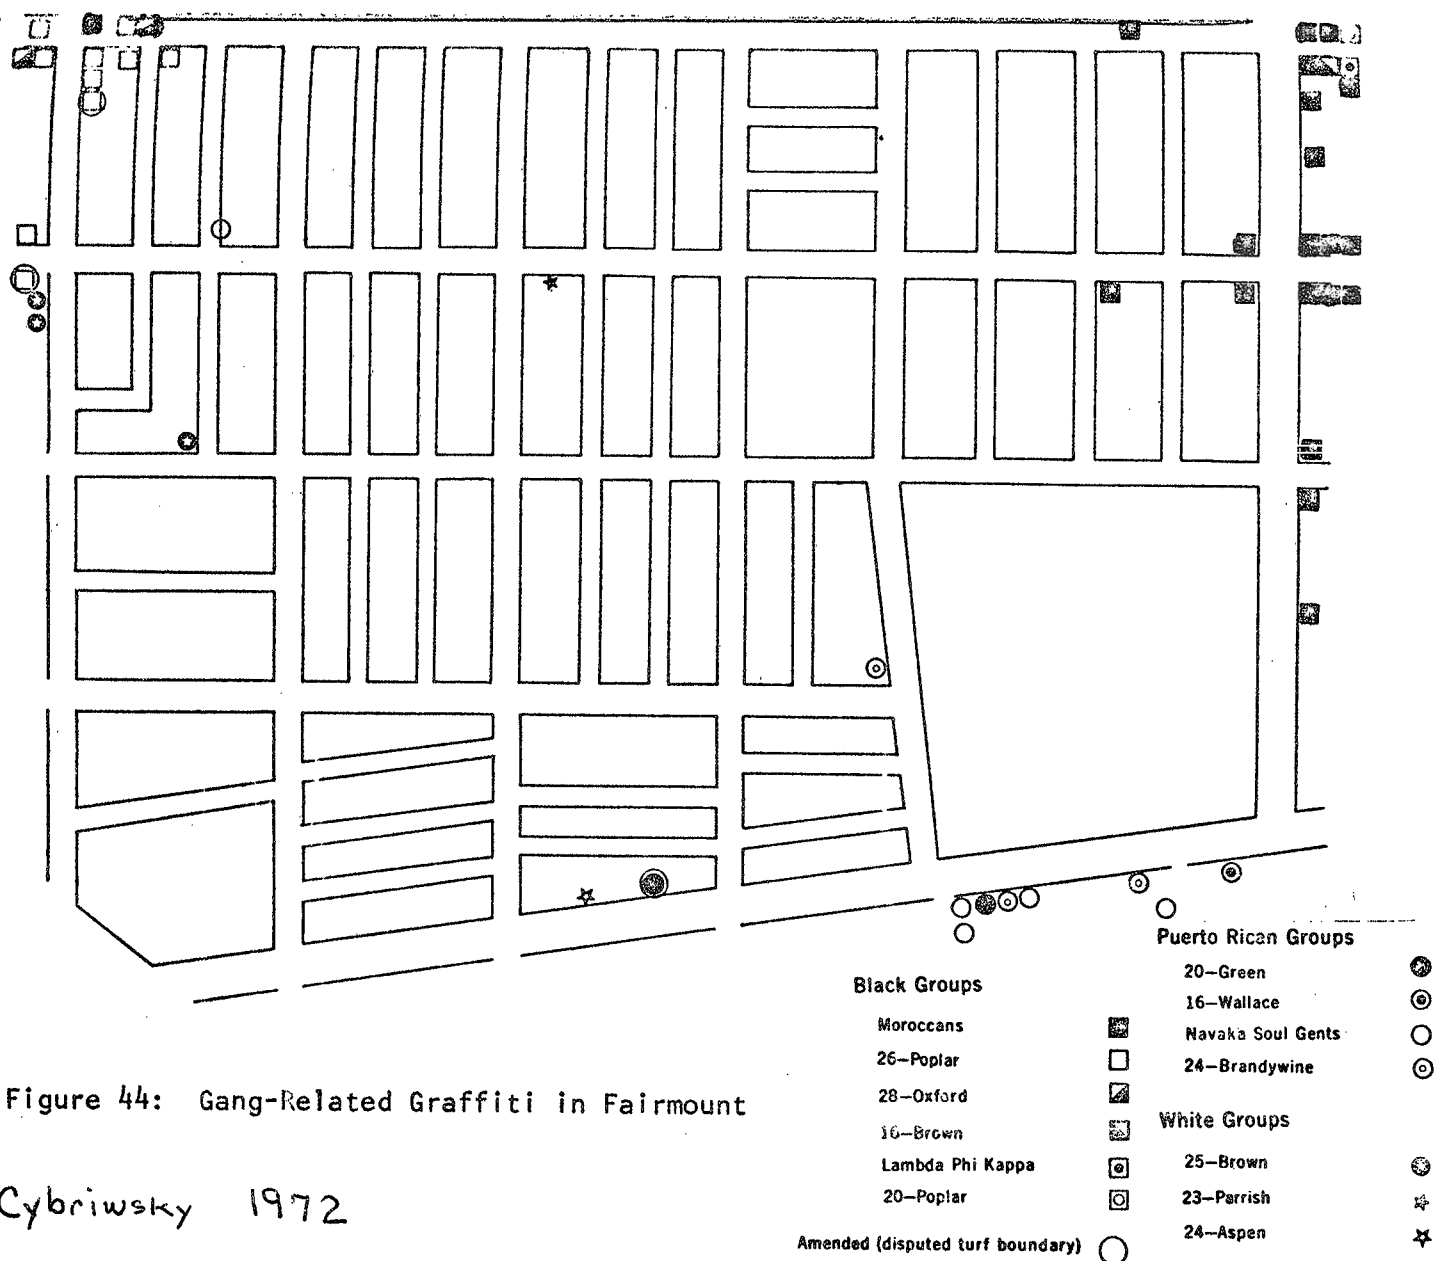 Puerto Rican Groups
20—Green
16—Wallace
Navaka Soul Gents
24—Brandywine
Black Groups
Moroccans
26—Poplar
28—Oxford
16—Brown
Lambda Phi Kappa
20—Poplar
Amended (disputed turf boundary)
White Groups
25—Brown
23—Parrish
24—Aspen
Figure 44: Gang-Related Graffiti in Fairmount
Cybriwsky 1972